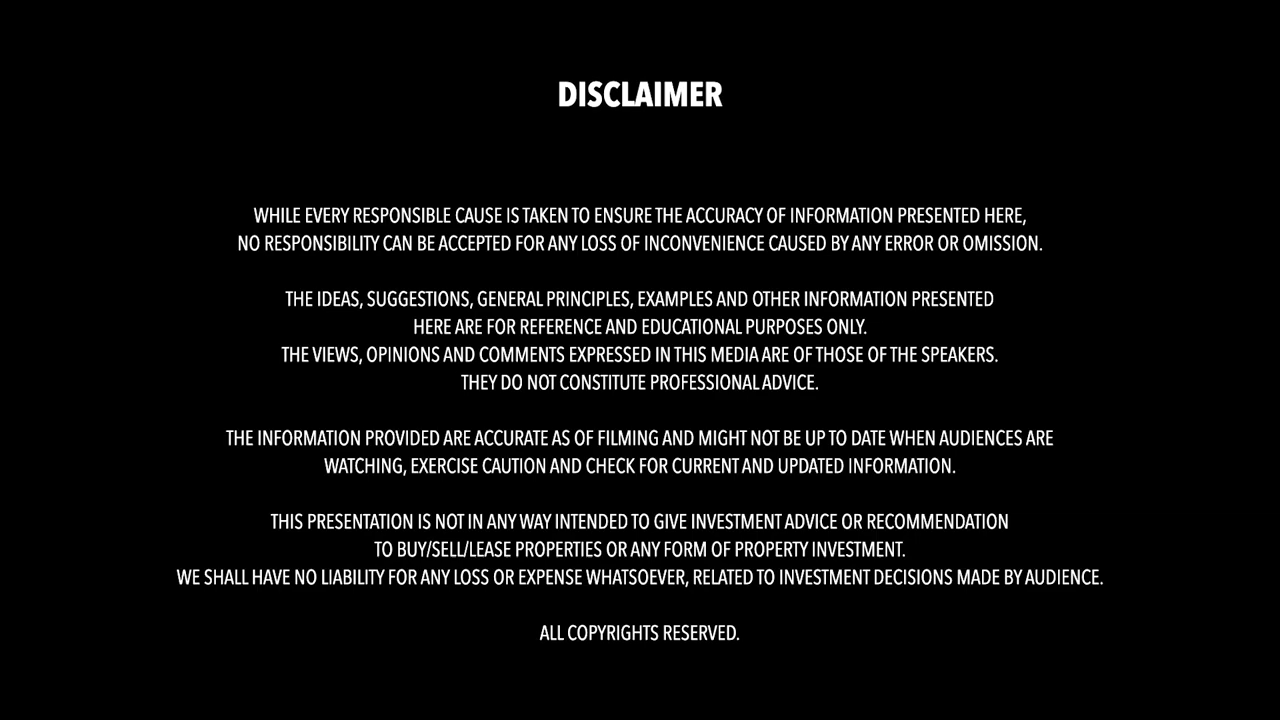 DISCLAIMER
WHILE EVERY RESPONSIBLE CAUSE IS TAKEN TO ENSURE THE ACCURACY OF INFORMATION PRESENTED HERE,
NO RESPONSIBILITY CAN BE ACCEPTED FOR ANY LOSS OF INCONVENIENCE CAUSED BY ANY ERROR OR OMISSION.
THE IDEAS, SUGGESTIONS, GENERAL PRINCIPLES, EXAMPLES AND OTHER INFORMATION PRESENTED
HERE ARE FOR REFERENCE AND EDUCATIONAL PURPOSES ONLY.
THE VIEWS, OPINIONS AND COMMENTS EXPRESSED IN THIS MEDIA ARE OF THOSE OF THE SPEAKERS.
THEY DO NOT CONSTITUTE PROFESSIONAL ADVICE.
THE INFORMATION PROVIDED ARE ACCURATE AS OF FILMING AND MIGHT NOT BE UP TO DATE WHEN AUDIENCES ARE
WATCHING, EXERCISE CAUTION AND CHECK FOR CURRENT AND UPDATED INFORMATION.
THIS PRESENTATION IS NOT IN ANY WAY INTENDED TO GIVE INVESTMENT ADVICE OR RECOMMENDATION
TO BUY/SELL/LEASE PROPERTIES OR ANY FORM OF PROPERTY INVESTMENT.
WE SHALL HAVE NO LIABILITY FOR ANY LOSS OR EXPENSE WHATSOEVER, RELATED TO INVESTMENT DECISIONS MADE BY AUDIENCE.
ALL COPYRIGHTS RESERVED.